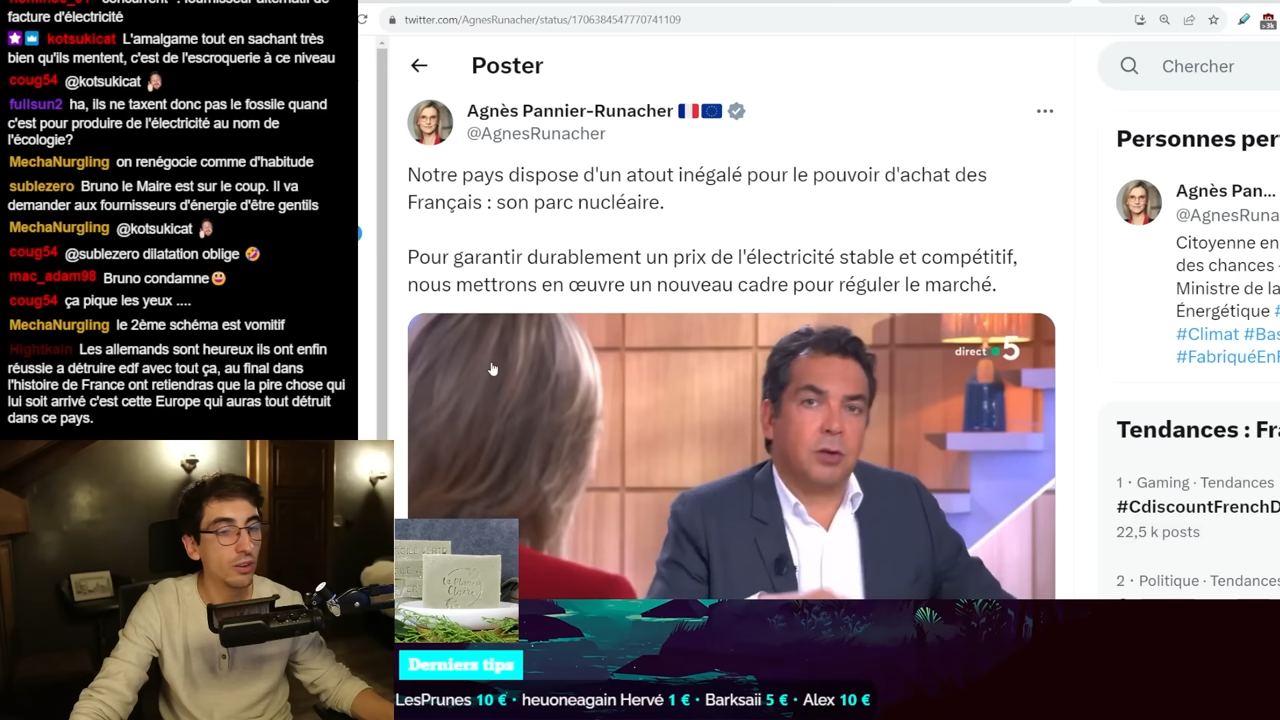 concurrent : fournisseur alternatif de
facture d'électricité
kotsukicat L'amalgame tout en sachant très
bien qu'ils mentent, c'est de l'escroquerie à ce niveau
coug54 @kotsukicat
fullsun2 ha, ils ne taxent donc pas le fossile quand
c'est pour produire de l'électricité au nom de
l'écologie?
MechaNurgling on renégocie comme d'habitude
sublezero Bruno le Maire est sur le coup. Il va
demander aux fournisseurs d'énergie d'être gentils
MechaNurgling @kotsukicat
coug54 @sublezero dilatation oblige 🤣
mac_adam98 Bruno condamne😃
coug54 ça pique les yeux ....
MechaNurgling le 2ème schéma est vomitif
Hightkain Les allemands sont heureux ils ont enfin
réussie a détruire edf avec tout ça, au final dans
l'histoire de France ont retiendras que la pire chose qui
lui soit arrivé c'est cette Europe qui auras tout détruit
dans ce pays.
twitter.com/AgnesRunacher/status/1706384547770741109
>3k
Poster
Agnès Pannier-Runacher 🇫🇷🇪🇺
@AgnesRunacher
Notre pays dispose d'un atout inégalé pour le pouvoir d'achat des
Français : son parc nucléaire.
Pour garantir durablement un prix de l'électricité stable et compétitif,
nous mettrons en œuvre un nouveau cadre pour réguler le marché.
direct 5
Chercher
Personnes per
Agnès Pan...
@AgnesRuna
Citoyenne en
des chances
Ministre de la
Énergétique #
#Climat #Bas
#FabriquéEnF
Tendances : Fra
1 · Gaming · Tendances
#CdiscountFrenchD
22,5 k posts
2 · Politique · Tendances
Derniers tips
LesPrunes 10 € · heuoneagain Hervé 1 € · Barksaii 5 € · Alex 10 €